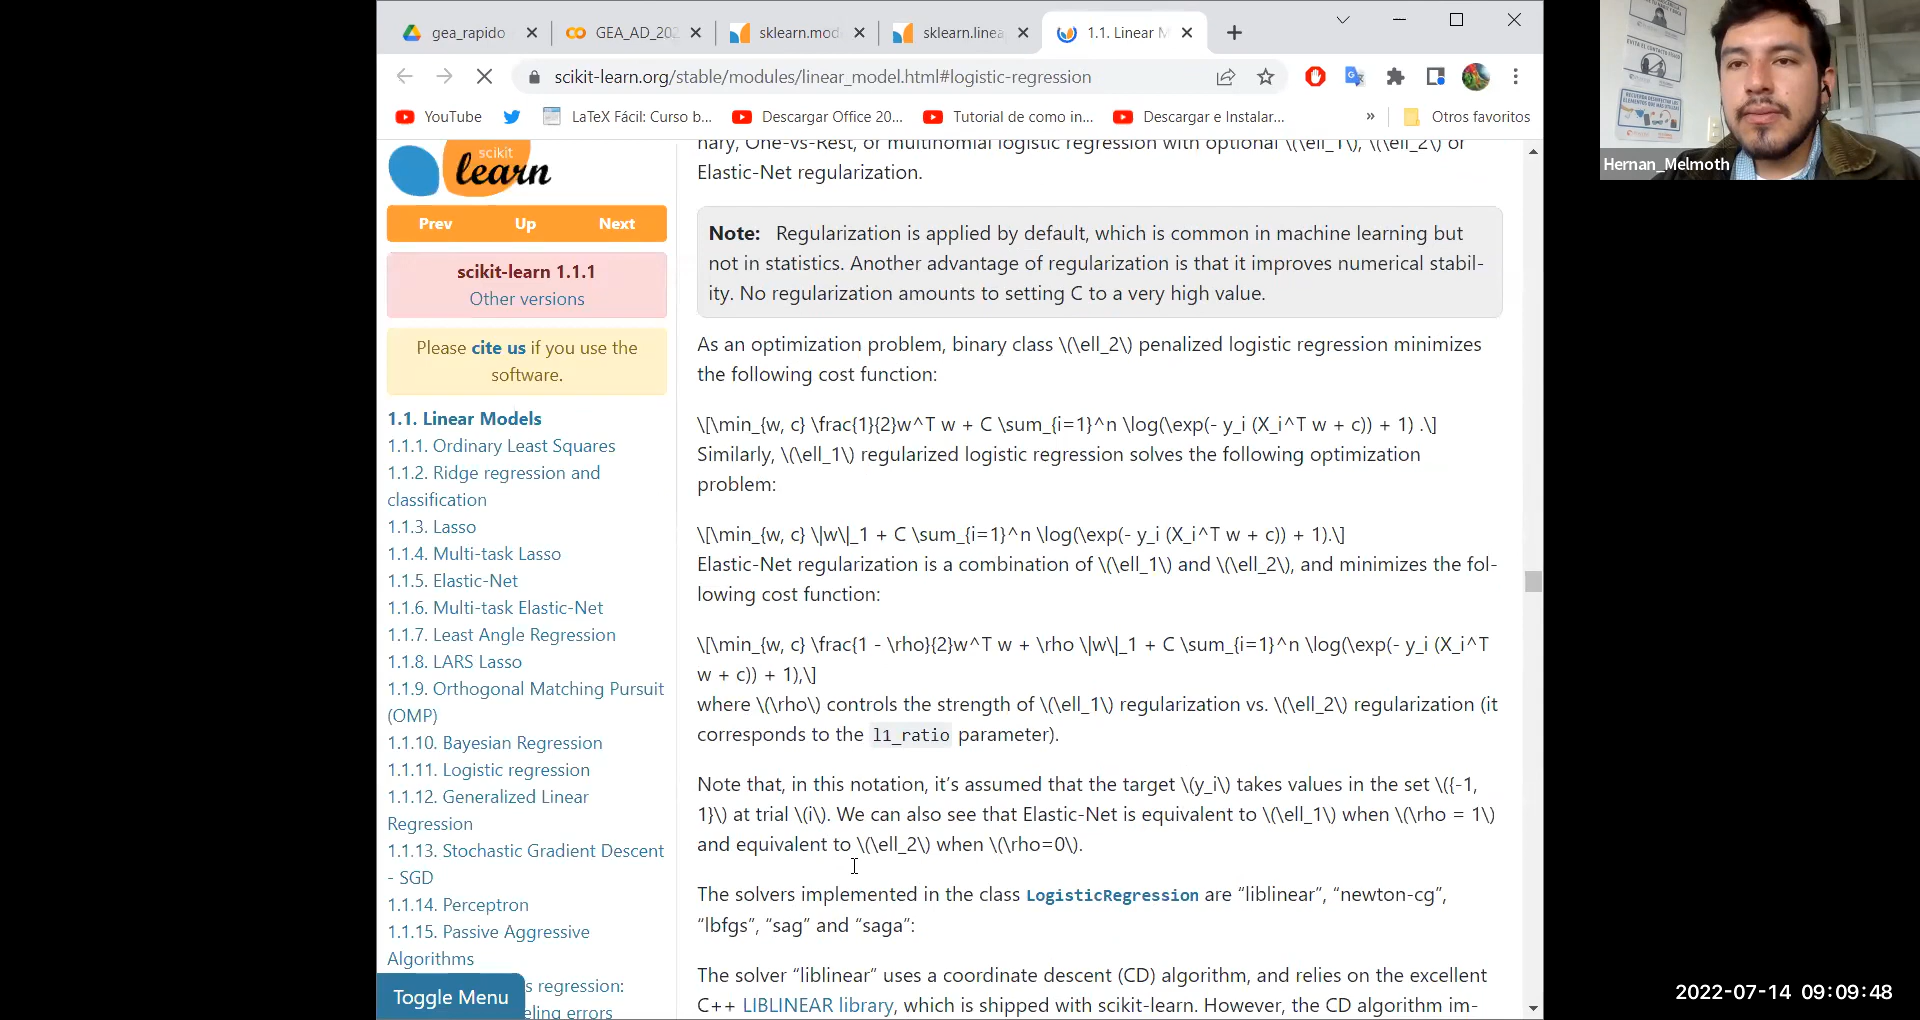 gea_rapido
GEA_AD_202
sklearn.mod
sklearn.linea
1.1. Linear M
scikit-learn.org/stable/modules/linear_model.html#logistic-regression
YouTube
LaTeX Fácil: Curso b...
Descargar Office 20...
Tutorial de como in...
Descargar e Instalar...
»
Otros favoritos
scikit
learn
Prev Up Next
scikit-learn 1.1.1
Other versions
Please cite us if you use the
software.
1.1. Linear Models
1.1.1. Ordinary Least Squares
1.1.2. Ridge regression and
classification
1.1.3. Lasso
1.1.4. Multi-task Lasso
1.1.5. Elastic-Net
1.1.6. Multi-task Elastic-Net
1.1.7. Least Angle Regression
1.1.8. LARS Lasso
1.1.9. Orthogonal Matching Pursuit
(OMP)
1.1.10. Bayesian Regression
1.1.11. Logistic regression
1.1.12. Generalized Linear
Regression
1.1.13. Stochastic Gradient Descent
- SGD
1.1.14. Perceptron
1.1.15. Passive Aggressive
Algorithms
s regression:
eling errors
Toggle Menu
nary, One-vs-Rest, or multinomial logistic regression with optional \(\ell_1\), \(\ell_2\) or
Elastic-Net regularization.
Note: Regularization is applied by default, which is common in machine learning but
not in statistics. Another advantage of regularization is that it improves numerical stabil-
ity. No regularization amounts to setting C to a very high value.
As an optimization problem, binary class \(\ell_2\) penalized logistic regression minimizes
the following cost function:
\[\min_{w, c} \frac{1}{2}w^T w + C \sum_{i=1}^n \log(\exp(- y_i (X_i^T w + c)) + 1) .\]
Similarly, \(\ell_1\) regularized logistic regression solves the following optimization
problem:
\[\min_{w, c} \|w\|_1 + C \sum_{i=1}^n \log(\exp(- y_i (X_i^T w + c)) + 1).\]
Elastic-Net regularization is a combination of \(\ell_1\) and \(\ell_2\), and minimizes the fol-
lowing cost function:
\[\min_{w, c} \frac{1 - \rho}{2}w^T w + \rho \|w\|_1 + C \sum_{i=1}^n \log(\exp(- y_i (X_i^T
w + c)) + 1),\]
where \(\rho\) controls the strength of \(\ell_1\) regularization vs. \(\ell_2\) regularization (it
corresponds to the l1_ratio parameter).
Note that, in this notation, it’s assumed that the target \(y_i\) takes values in the set \({-1,
1}\) at trial \(i\). We can also see that Elastic-Net is equivalent to \(\ell_1\) when \(\rho = 1\)
and equivalent to \(\ell_2\) when \(\rho=0\).
The solvers implemented in the class LogisticRegression are “liblinear”, “newton-cg”,
“lbfgs”, “sag” and “saga”:
The solver “liblinear” uses a coordinate descent (CD) algorithm, and relies on the excellent
C++ LIBLINEAR library, which is shipped with scikit-learn. However, the CD algorithm im-
Hernan_Melmoth
2022-07-14 09:09:48